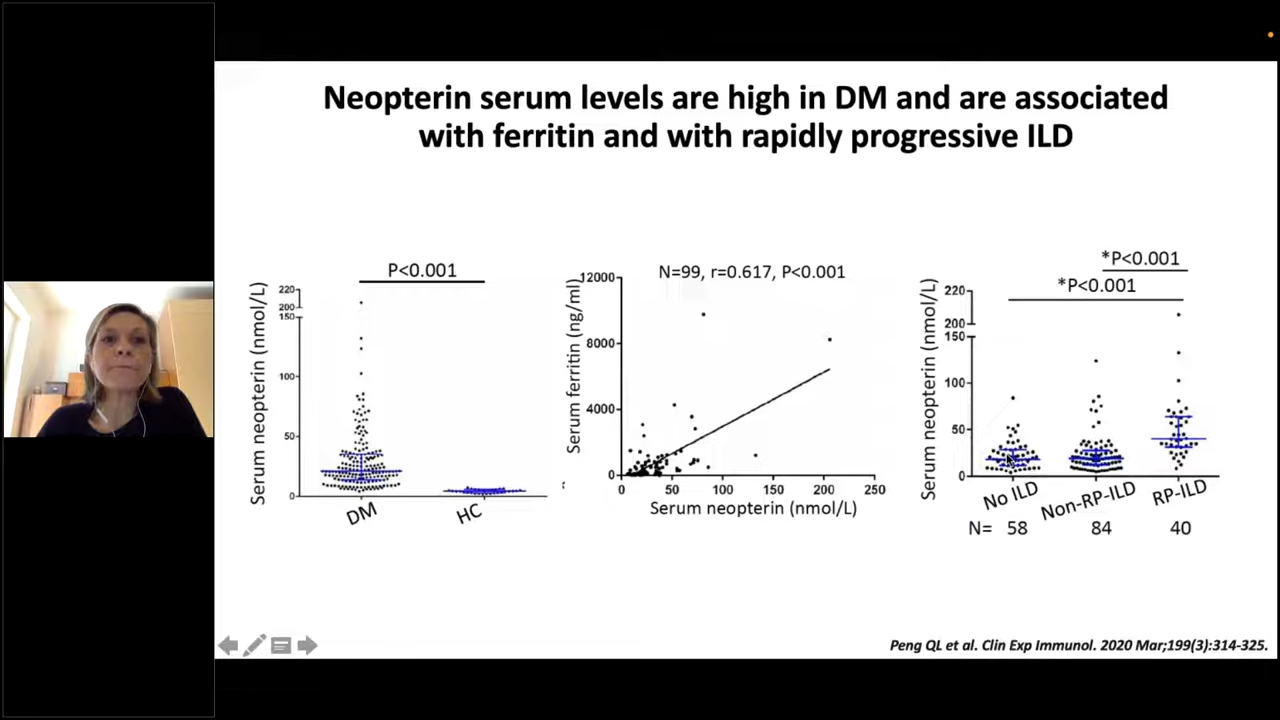 Neopterin serum levels are high in DM and are associated
with ferritin and with rapidly progressive ILD
P<0.001
Serum neopterin (nmol/L)
220
200
150
100
50
0
DM
HC
N=99, r=0.617, P<0.001
Serum ferritin (ng/ml)
12000
8000
4000
0
0
50
100
150
200
250
Serum neopterin (nmol/L)
*P<0.001
*P<0.001
Serum neopterin (nmol/L)
220
200
150
100
50
0
No ILD
Non-RP-ILD
RP-ILD
N= 58 84 40
Peng QL et al. Clin Exp Immunol. 2020 Mar;199(3):314-325.